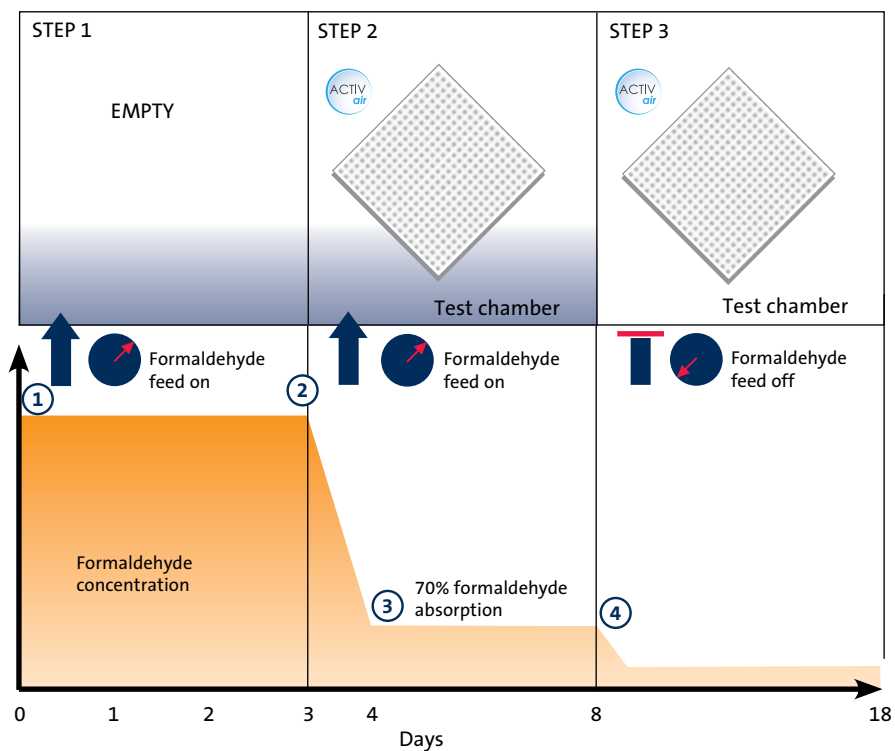 STEP 1
EMPTY
STEP 2
ACTIV
air
Test chamber
STEP 3
ACTIV
air
Test chamber
Formaldehyde
feed on
Formaldehyde
feed on
Formaldehyde
feed off
1
2
Formaldehyde
concentration
3
70% formaldehyde
absorption
4
0 1 2 3 4 8 18
Days